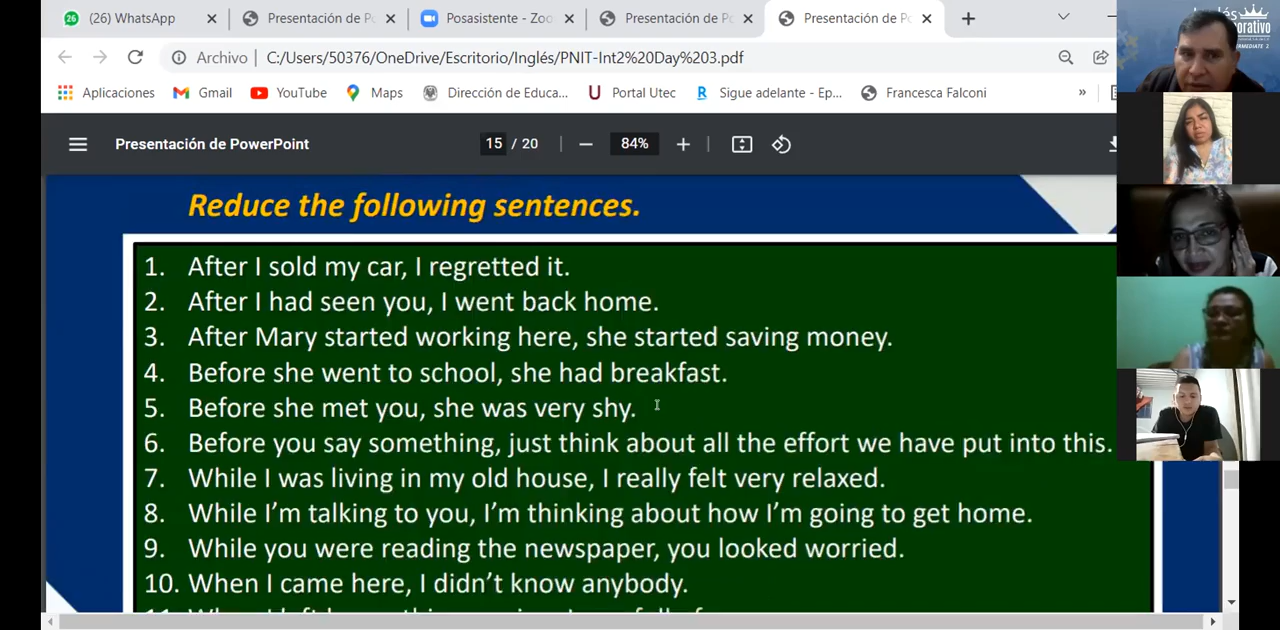 (26) WhatsApp
Presentación de P
Posasistente - Zoo
Presentación de P
Presentación de P
Inglés
orativo
INTERMEDIATE 2
Archivo | C:/Users/50376/OneDrive/Escritorio/Inglés/PNIT-Int2%20Day%203.pdf
Aplicaciones
Gmail
YouTube
Maps
Dirección de Educa...
Portal Utec
Sigue adelante - Ep...
Francesca Falconi
»
Presentación de PowerPoint
15 / 20
84%
Reduce the following sentences.
1. After I sold my car, I regretted it.
2. After I had seen you, I went back home.
3. After Mary started working here, she started saving money.
4. Before she went to school, she had breakfast.
5. Before she met you, she was very shy.
6. Before you say something, just think about all the effort we have put into this.
7. While I was living in my old house, I really felt very relaxed.
8. While I'm talking to you, I'm thinking about how I'm going to get home.
9. While you were reading the newspaper, you looked worried.
10. When I came here, I didn't know anybody.